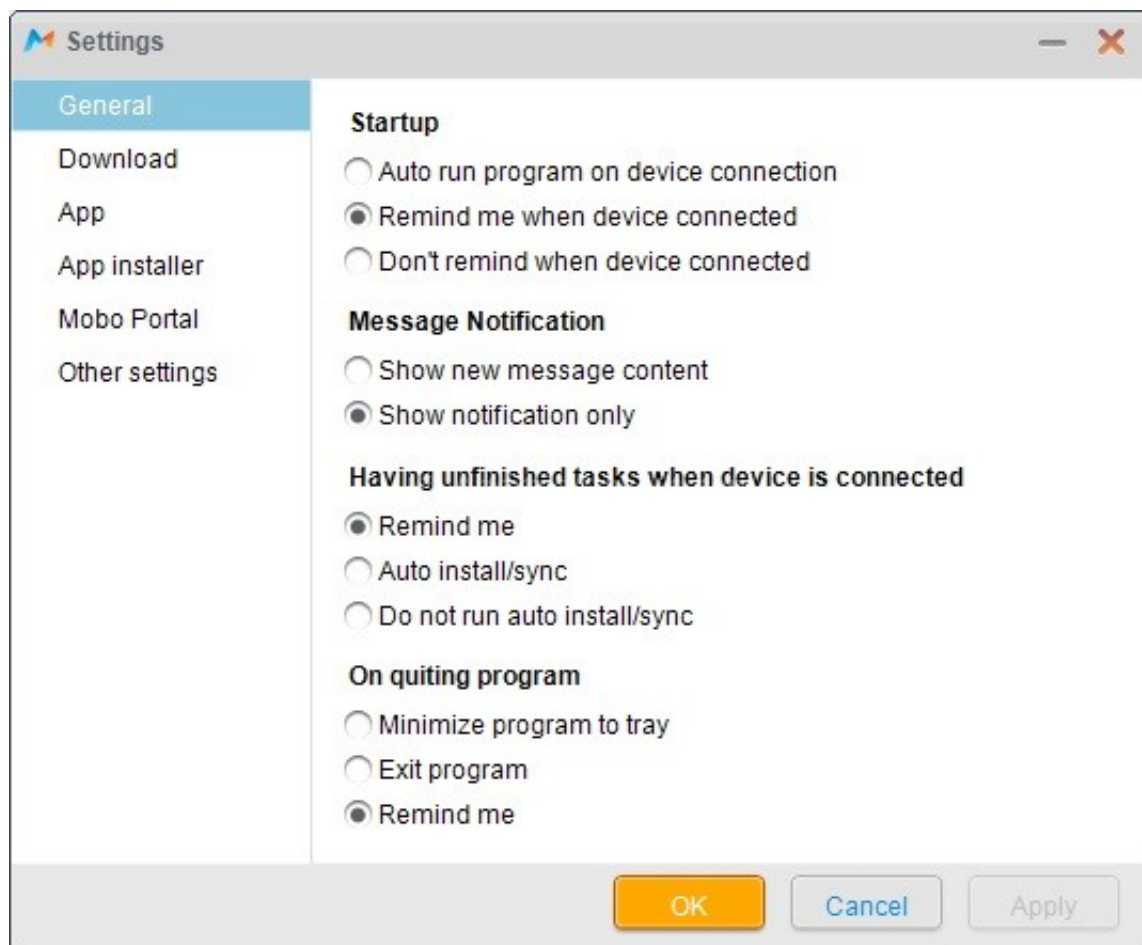 Settings
General
Download
App
App installer
Mobo Portal
Other settings
Startup
Auto run program on device connection
Remind me when device connected
Don't remind when device connected
Message Notification
Show new message content
Show notification only
Having unfinished tasks when device is connected
Remind me
Auto install/sync
Do not run auto install/sync
On quiting program
Minimize program to tray
Exit program
Remind me
OK
Cancel
Apply